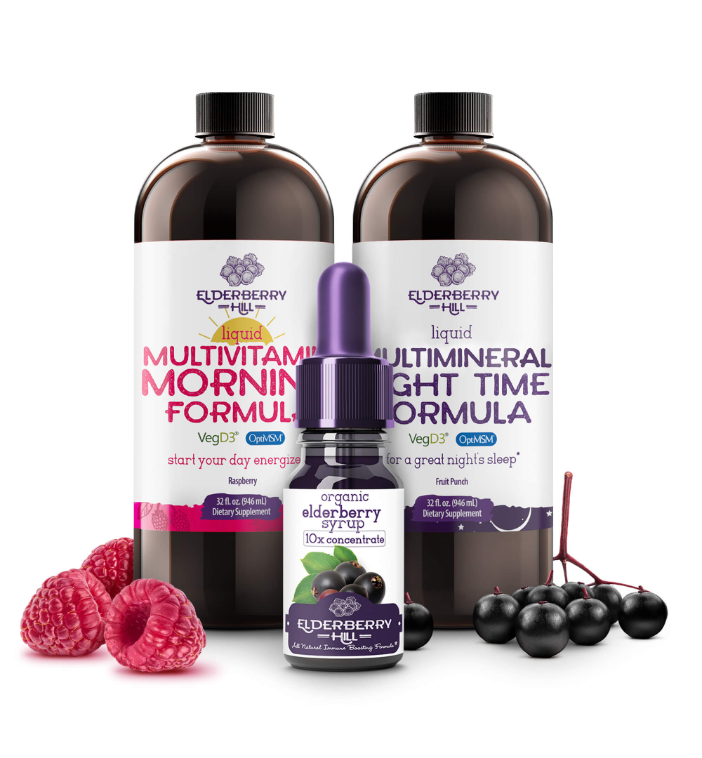 ELDERBERRY
HILL
liquid
MULTIVITAMI
MORNIN
FORMUL
VegD3® OptiMSM
start your day energize
Raspberry
32 fl. oz. (946 mL)
Dietary Supplement
ELDERBERRY
HILL
liquid
ULTIMINERAL
GHT TIME
ORMULA
VegD3® OptiMSM
for a great night's sleep*
Fruit Punch
32 fl. oz. (946 mL)
Dietary Supplement
organic
elderberry
syrup
10x concentrate
ELDERBERRY
HILL
All Natural Immune Boosting Formula*